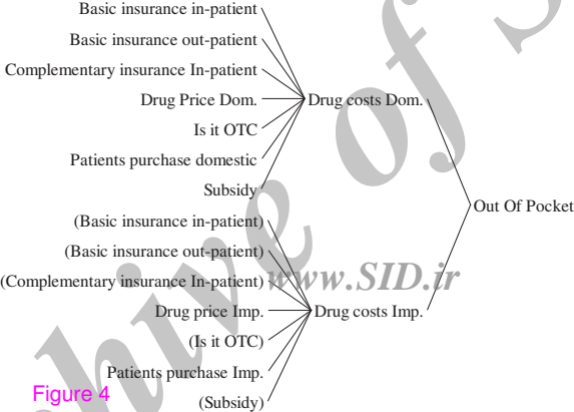 Basic insurance in-patient
Basic insurance out-patient
Complementary insurance In-patient
Drug Price Dom.
Drug costs Dom.
Is it OTC
Patients purchase domestic
Subsidy
Out Of Pocket
(Basic insurance in-patient)
(Basic insurance out-patient)
(Complementary insurance In-patient)
www.SID.ir
Drug price Imp.
Drug costs Imp.
(Is it OTC)
Patients purchase Imp.
Figure 4
(Subsidy)